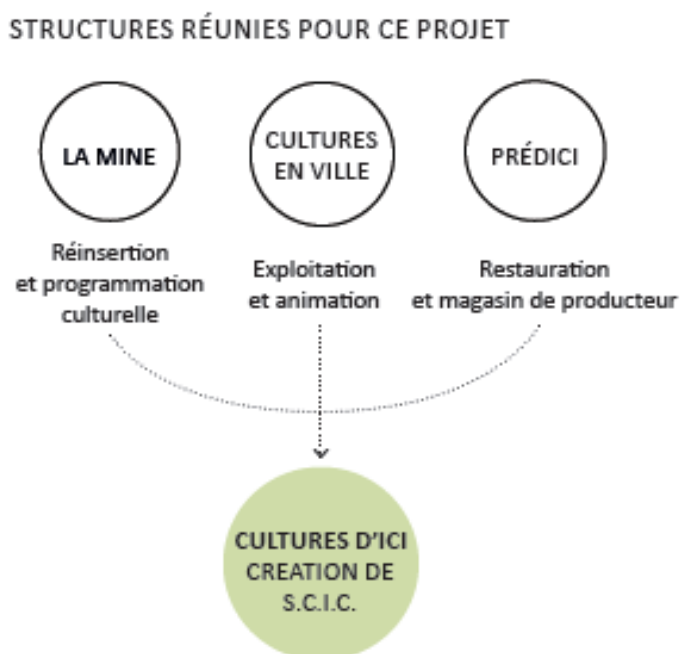 STRUCTURES RÉUNIES POUR CE PROJET
LA MINE
CULTURES
EN VILLE
PRÉDICI
Réinsertion
et programmation
culturelle
Exploitation
et animation
Restauration
et magasin de producteur
CULTURES D'ICI
CREATION DE
S.C.I.C.